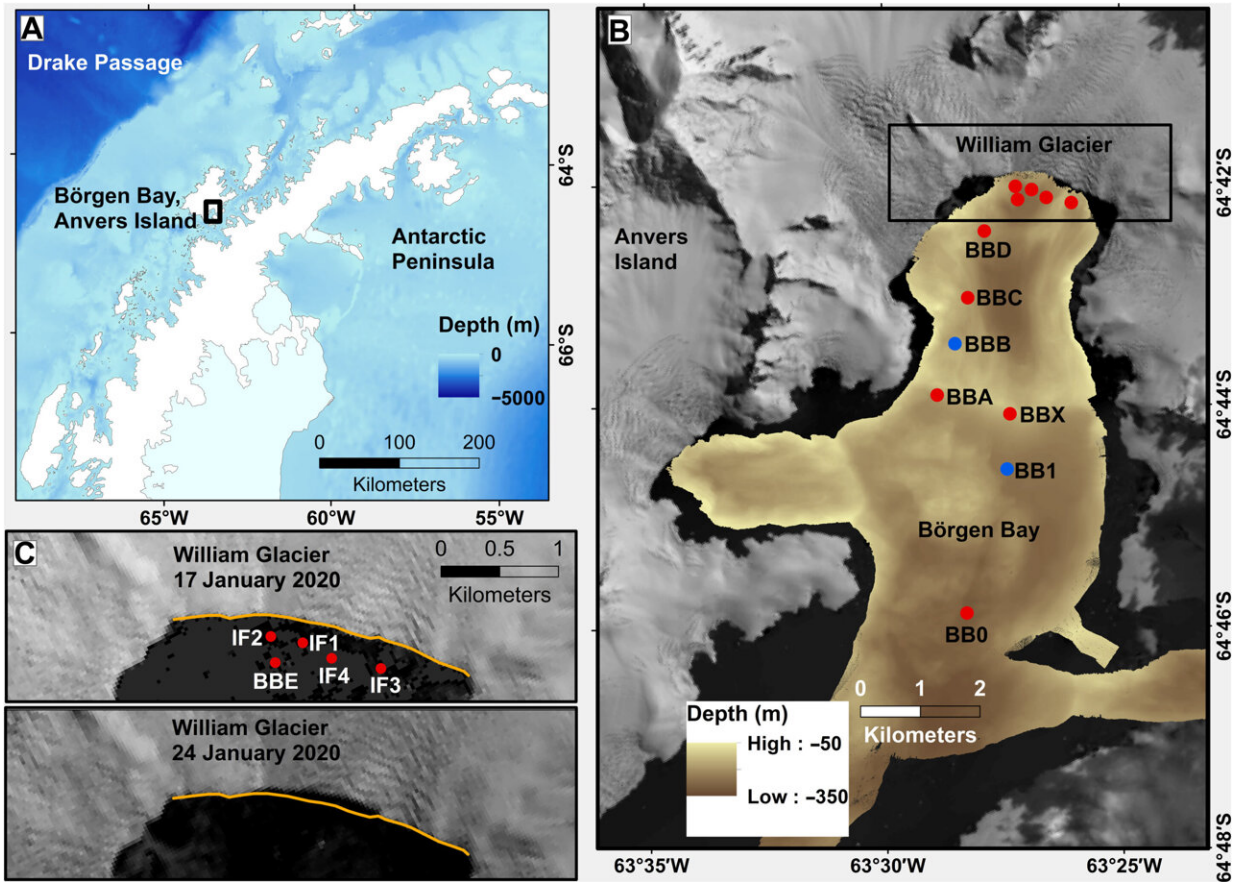 A
Drake Passage
Börgen Bay,
Anvers Island
Antarctic
Peninsula
Depth (m)
0
−5000
0 100 200
Kilometers
64°S
66°S
65°W 60°W 55°W
B
William Glacier
Anvers
Island
BBD
BBC
BBB
BBA
BBX
BB1
Börgen Bay
BB0
0 1 2
Kilometers
Depth (m)
High : −50
Low : −350
64°42'S
64°44'S
64°46'S
64°48'S
63°35'W 63°30'W 63°25'W
C
William Glacier
17 January 2020
0 0.5 1
Kilometers
IF2
IF1
BBE
IF4
IF3
William Glacier
24 January 2020